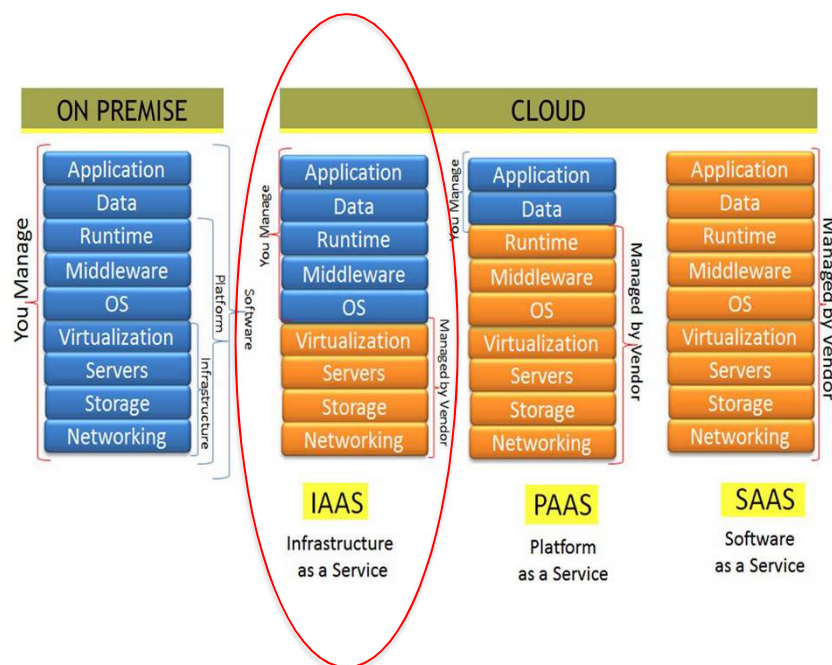 ON PREMISE
CLOUD
You Manage
Application
Data
Runtime
Middleware
OS
Virtualization
Servers
Storage
Networking
Infrastructure
Platform
Software
You Manage
Application
Data
Runtime
Middleware
OS
Virtualization
Servers
Storage
Networking
Managed by Vendor
IAAS
Infrastructure
as a Service
You Manage
Application
Data
Runtime
Middleware
OS
Virtualization
Servers
Storage
Networking
Managed by Vendor
PAAS
Platform
as a Service
Application
Data
Runtime
Middleware
OS
Virtualization
Servers
Storage
Networking
Managed by Vendor
SAAS
Software
as a Service